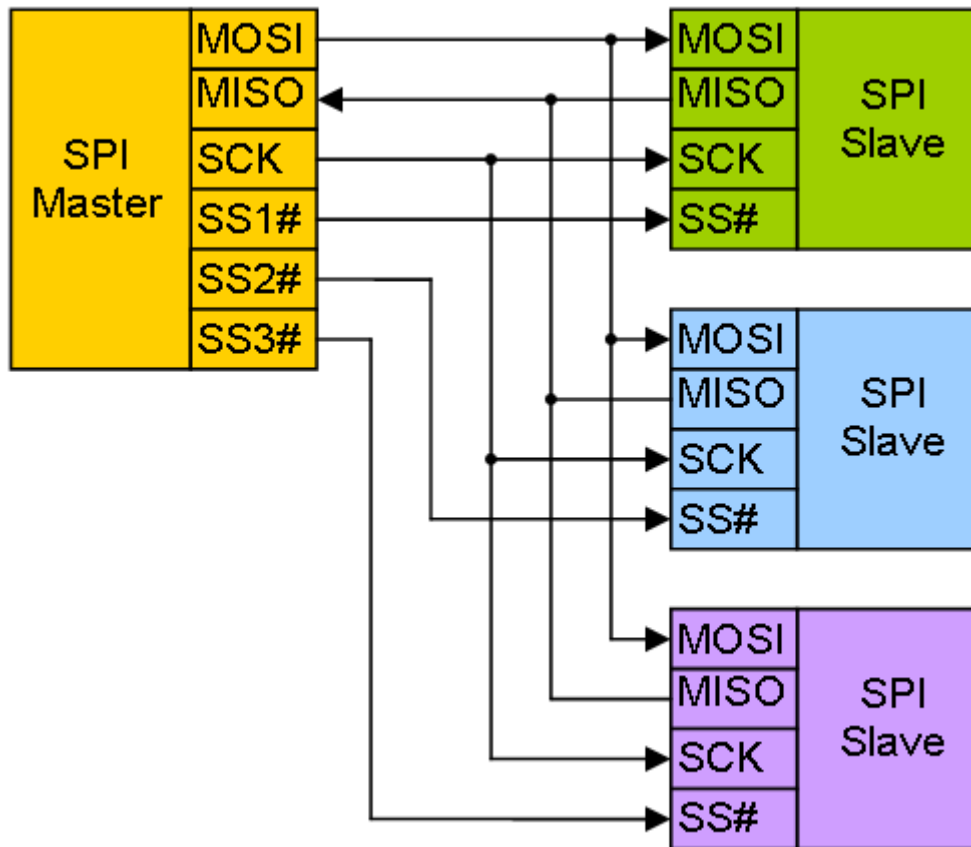 SPI
Master
MOSI
MISO
SCK
SS1#
SS2#
SS3#
MOSI
MISO
SCK
SS#
SPI
Slave
MOSI
MISO
SCK
SS#
SPI
Slave
MOSI
MISO
SCK
SS#
SPI
Slave